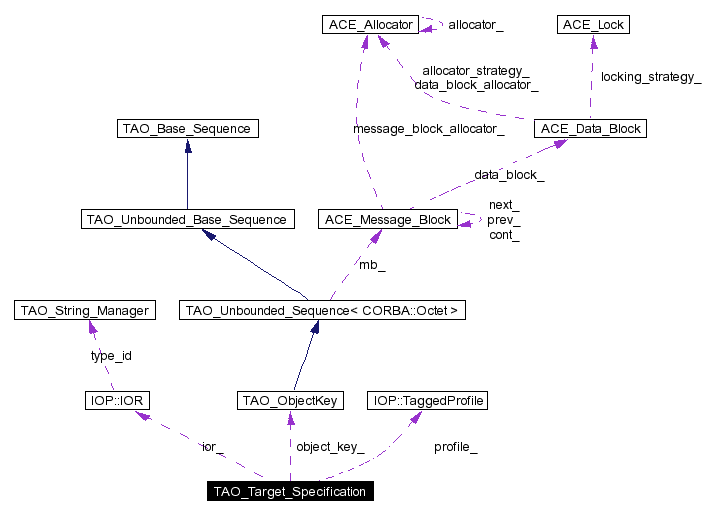 ACE_Allocator
allocator_
ACE_Lock
allocator_strategy_
data_block_allocator_
locking_strategy_
TAO_Base_Sequence
message_block_allocator_
ACE_Data_Block
data_block_
TAO_Unbounded_Base_Sequence
ACE_Message_Block
next_
prev_
cont_
mb_
TAO_String_Manager
TAO_Unbounded_Sequence< CORBA::Octet >
type_id
IOP::IOR
TAO_ObjectKey
IOP::TaggedProfile
ior_
object_key_
profile_
TAO_Target_Specification